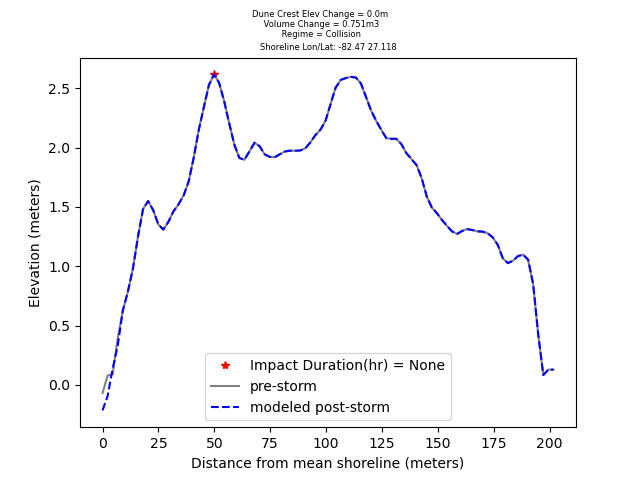 Dune Crest Elev Change = 0.0m
Volume Change = 0.751m3
Regime = Collision
Shoreline Lon/Lat: -82.47 27.118
2.5
2.0
1.5
1.0
0.5
0.0
Elevation (meters)
Impact Duration(hr) = None
pre-storm
modeled post-storm
0 25 50 75 100 125 150 175 200
Distance from mean shoreline (meters)